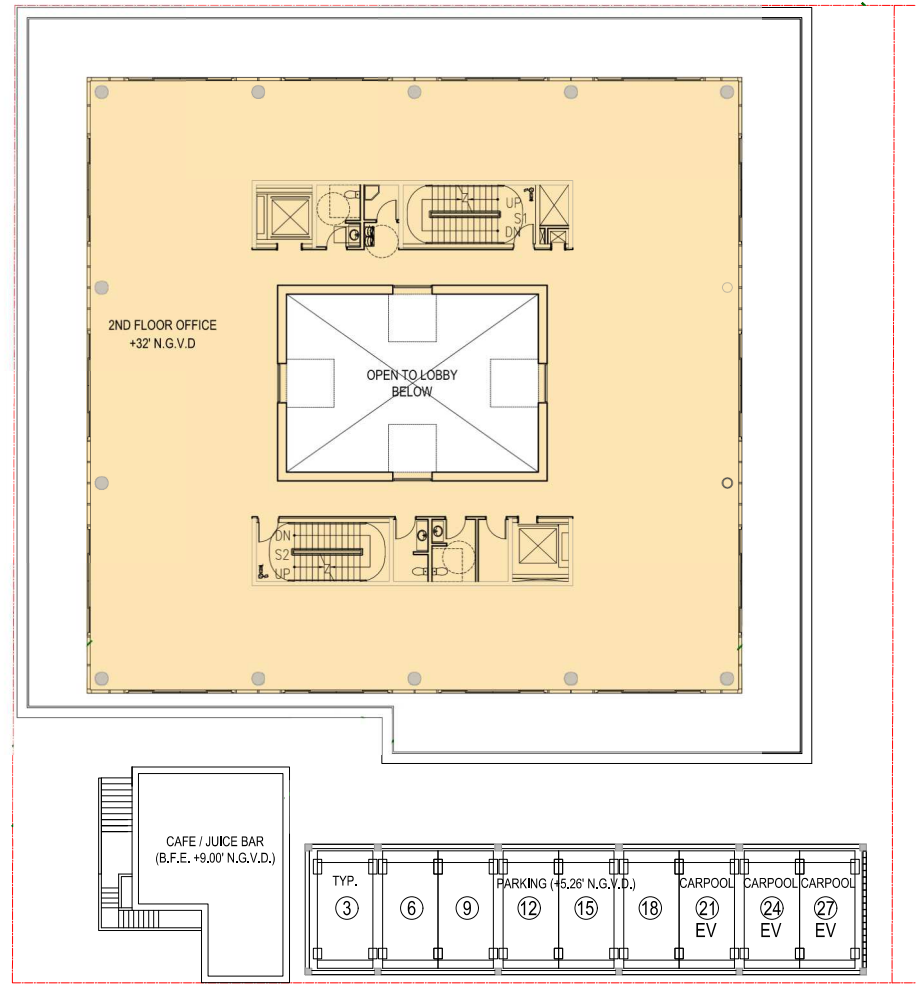 UP
S1
DN
2ND FLOOR OFFICE
+32' N.G.V.D
OPEN TO LOBBY
BELOW
DN
S2
UP
CAFE / JUICE BAR
(B.F.E. +9.00' N.G.V.D.)
TYP.
PARKING (+5.26' N.G.V.D.)
CARPOOL
CARPOOL
CARPOOL
3
6
9
12
15
18
21
24
27
EV
EV
EV